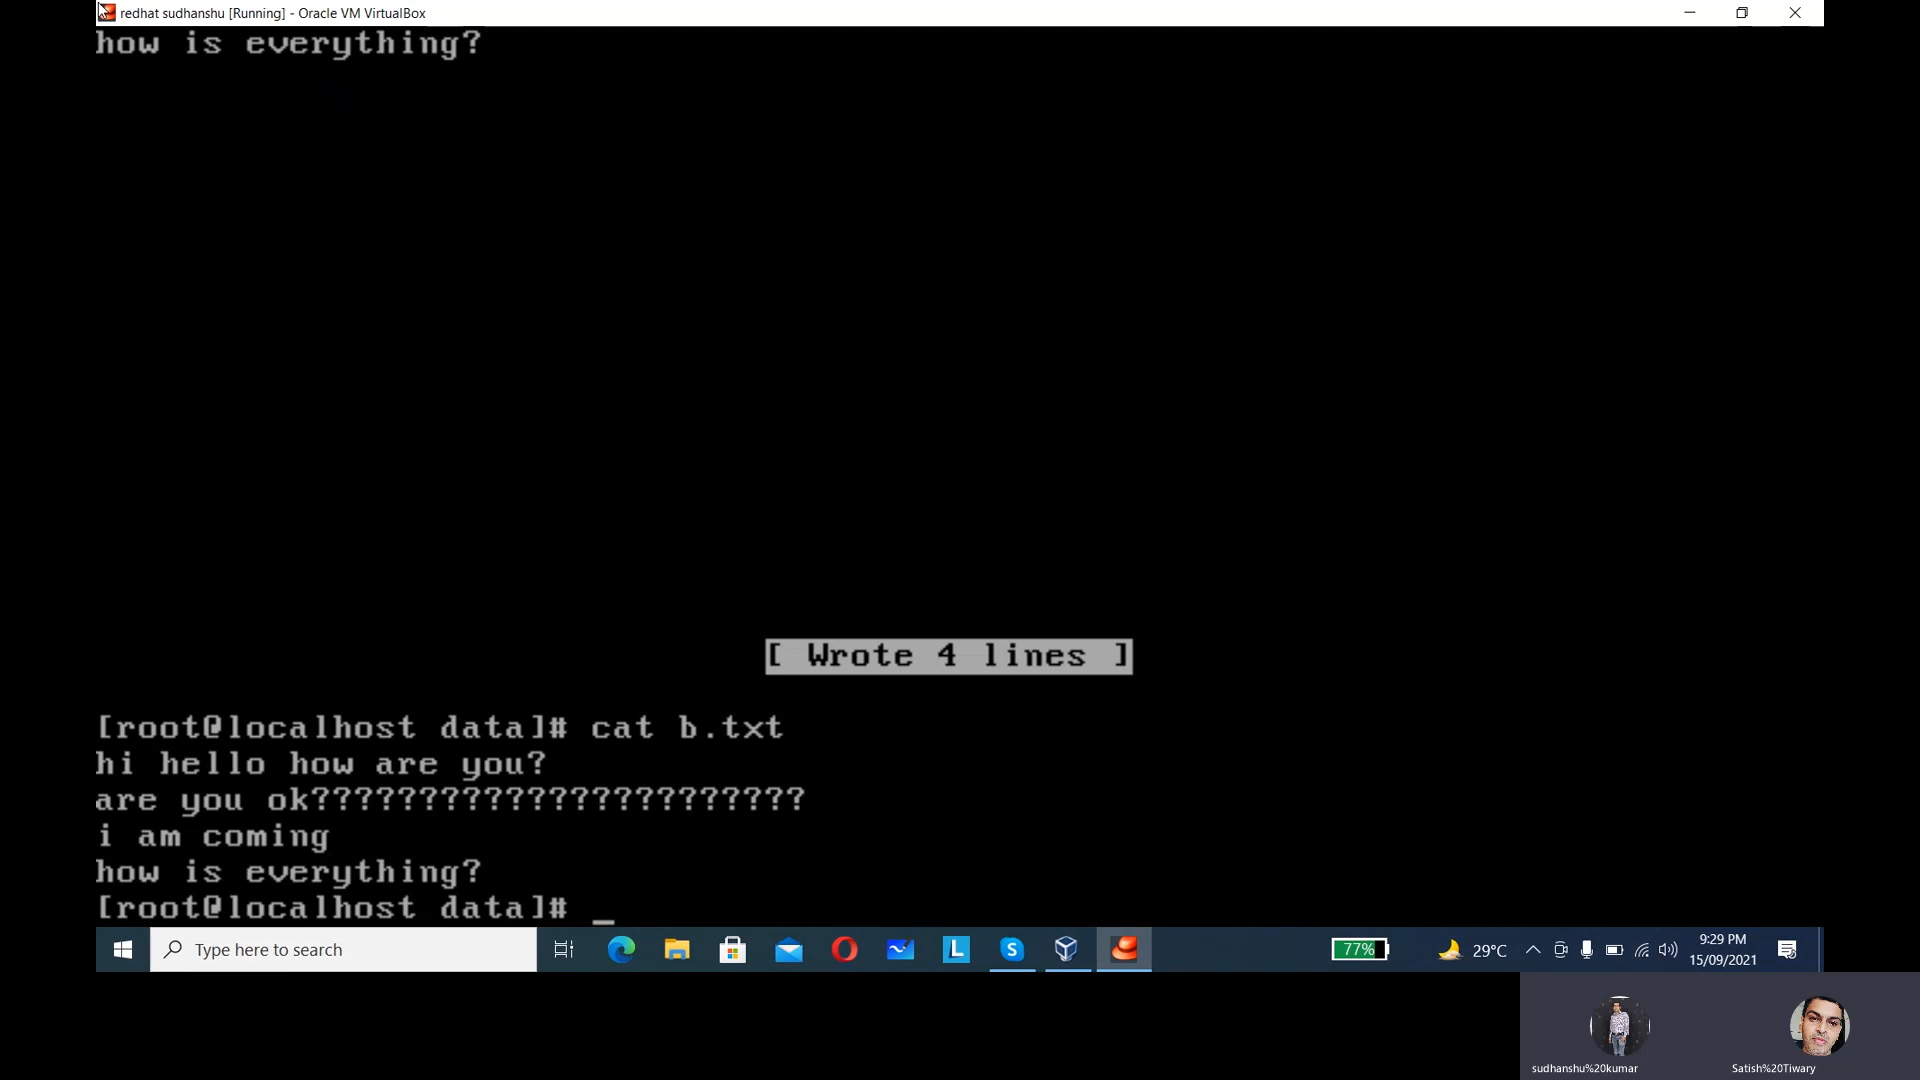 redhat sudhanshu [Running] - Oracle VM VirtualBox
how is everything?
[ Wrote 4 lines ]
[root@localhost data]# cat b.txt
hi hello how are you?
are you ok???????????????????????
i am coming
how is everything?
[root@localhost data]# _
Type here to search
L
S
77%
29°C
9:29 PM
15/09/2021
sudhanshu%20kumar
Satish%20Tiwary